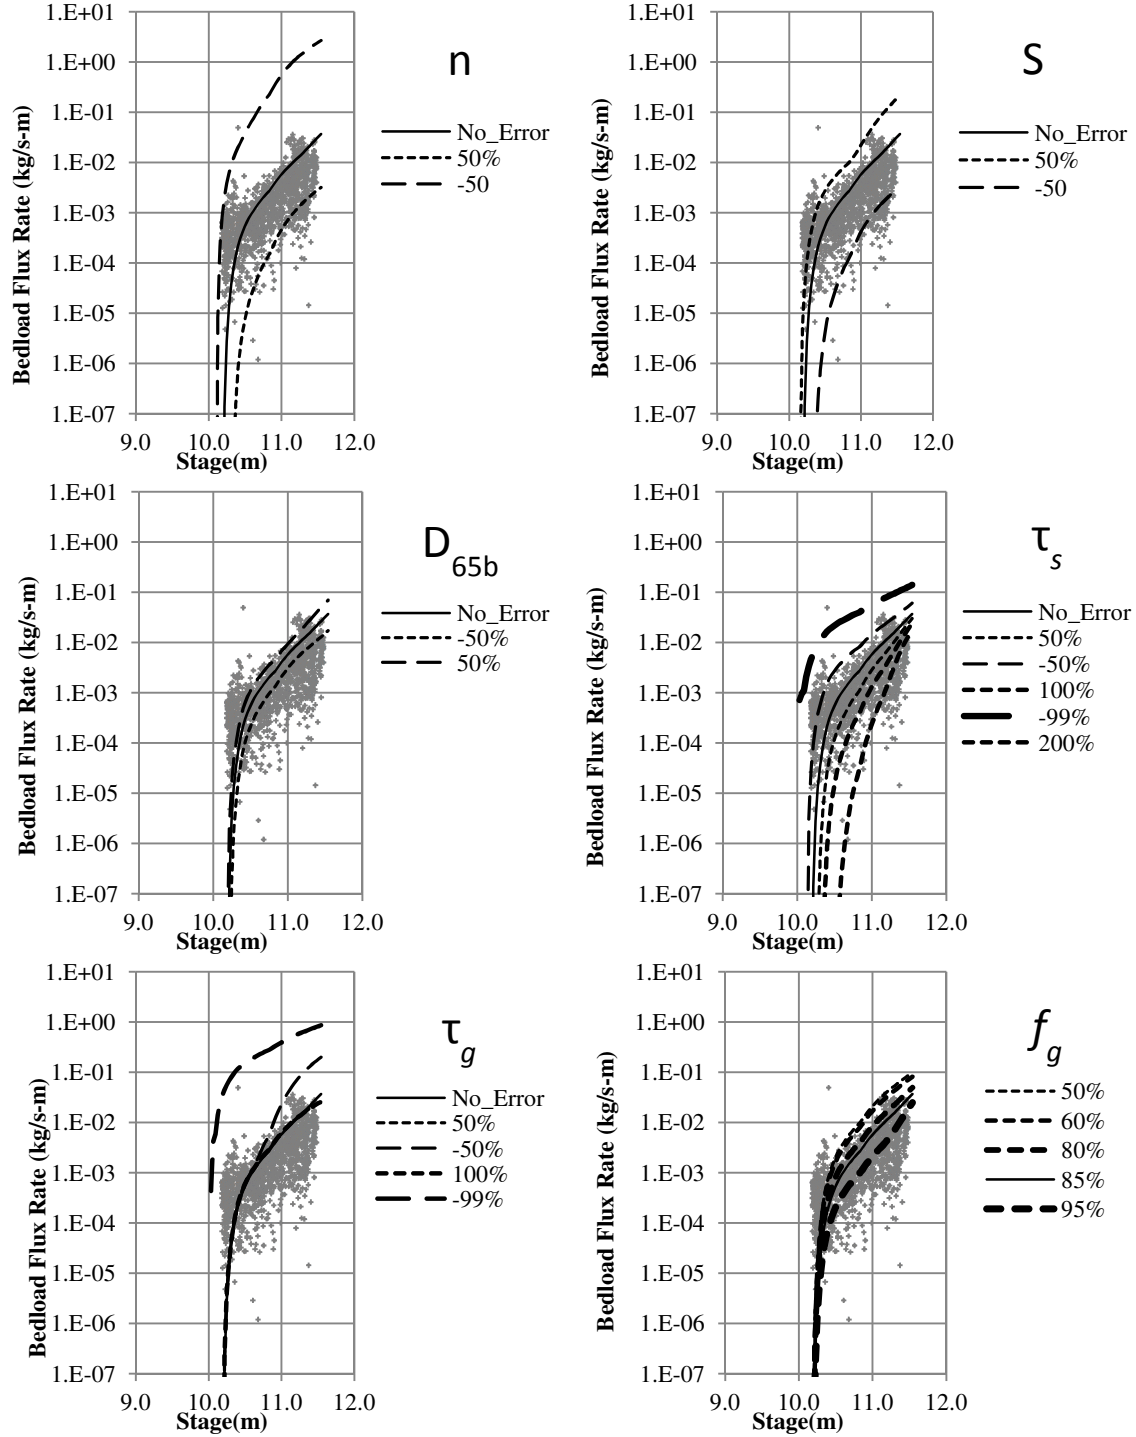 1.E+01
1.E+00
1.E-01
1.E-02
1.E-03
1.E-04
1.E-05
1.E-06
1.E-07
9.0 10.0 11.0 12.0
Stage(m)
Bedload Flux Rate (kg/s-m)
n
No_Error
50%
-50
1.E+01
1.E+00
1.E-01
1.E-02
1.E-03
1.E-04
1.E-05
1.E-06
1.E-07
9.0 10.0 11.0 12.0
Stage(m)
Bedload Flux Rate (kg/s-m)
S
No_Error
50%
-50
1.E+01
1.E+00
1.E-01
1.E-02
1.E-03
1.E-04
1.E-05
1.E-06
1.E-07
9.0 10.0 11.0 12.0
Stage(m)
Bedload Flux Rate (kg/s-m)
D65b
No_Error
-50%
50%
1.E+01
1.E+00
1.E-01
1.E-02
1.E-03
1.E-04
1.E-05
1.E-06
1.E-07
9.0 10.0 11.0 12.0
Stage(m)
Bedload Flux Rate (kg/s-m)
τs
No_Error
50%
-50%
100%
-99%
200%
1.E+01
1.E+00
1.E-01
1.E-02
1.E-03
1.E-04
1.E-05
1.E-06
1.E-07
9.0 10.0 11.0 12.0
Stage(m)
Bedload Flux Rate (kg/s-m)
τg
No_Error
50%
-50%
100%
-99%
1.E+01
1.E+00
1.E-01
1.E-02
1.E-03
1.E-04
1.E-05
1.E-06
1.E-07
9.0 10.0 11.0 12.0
Stage(m)
Bedload Flux Rate (kg/s-m)
fg
50%
60%
80%
85%
95%